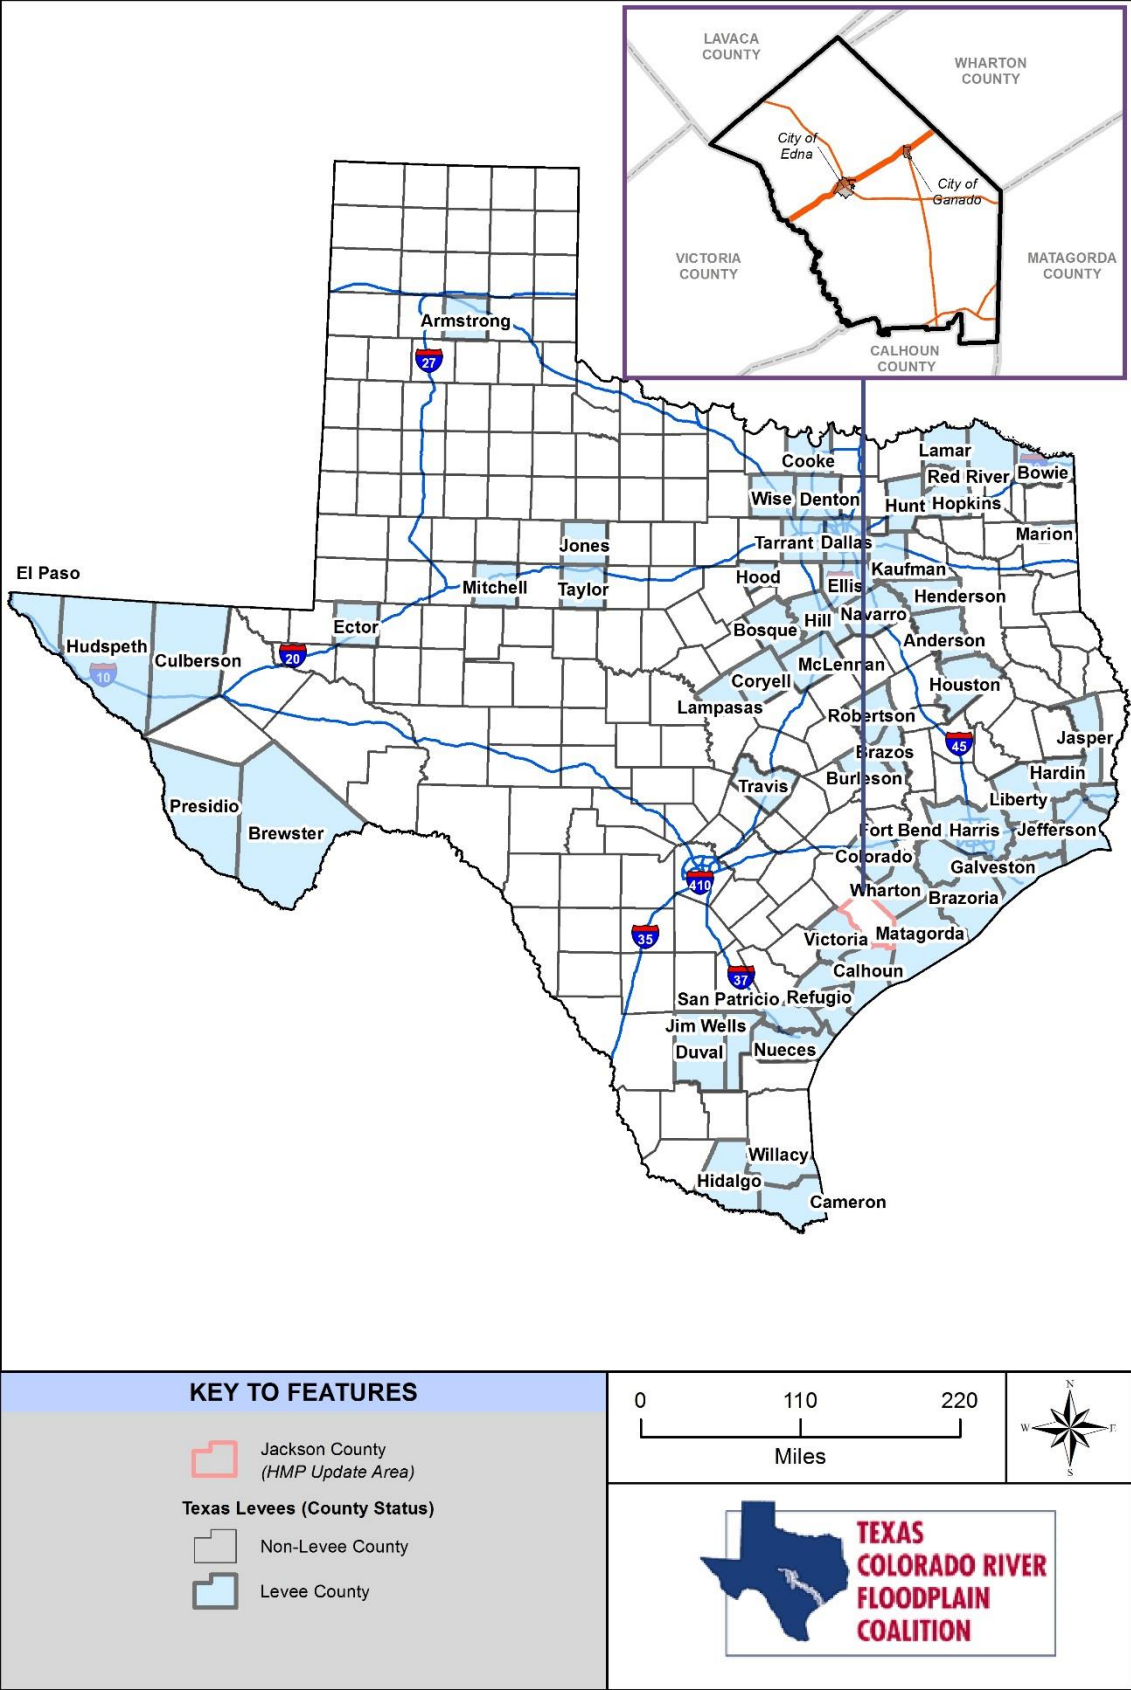 LAVACA
COUNTY
WHARTON
COUNTY
City of
Edna
City of
Ganado
VICTORIA
COUNTY
MATAGORDA
COUNTY
CALHOUN
COUNTY
Armstrong
27
Cooke
Lamar
Red River
Bowie
Wise
Denton
Hunt
Hopkins
Marion
Jones
Tarrant
Dallas
Kaufman
El Paso
Mitchell
Taylor
Hood
Ellis
Henderson
Ector
Bosque
Hill
Navarro
Anderson
Hudspeth
Culberson
20
10
McLennan
Coryell
Houston
Lampasas
Robertson
45
Jasper
Brazos
Presidio
Travis
Burleson
Hardin
Liberty
Brewster
Fort Bend
Harris
Jefferson
Colorado
Galveston
410
Wharton
Brazoria
35
Victoria
Matagorda
37
Calhoun
San Patricio
Refugio
Jim Wells
Duval
Nueces
Willacy
Hidalgo
Cameron
KEY TO FEATURES
Jackson County
(HMP Update Area)
Texas Levees (County Status)
Non-Levee County
Levee County
0 110 220
Miles
N
W E
S
TEXAS
COLORADO RIVER
FLOODPLAIN
COALITION